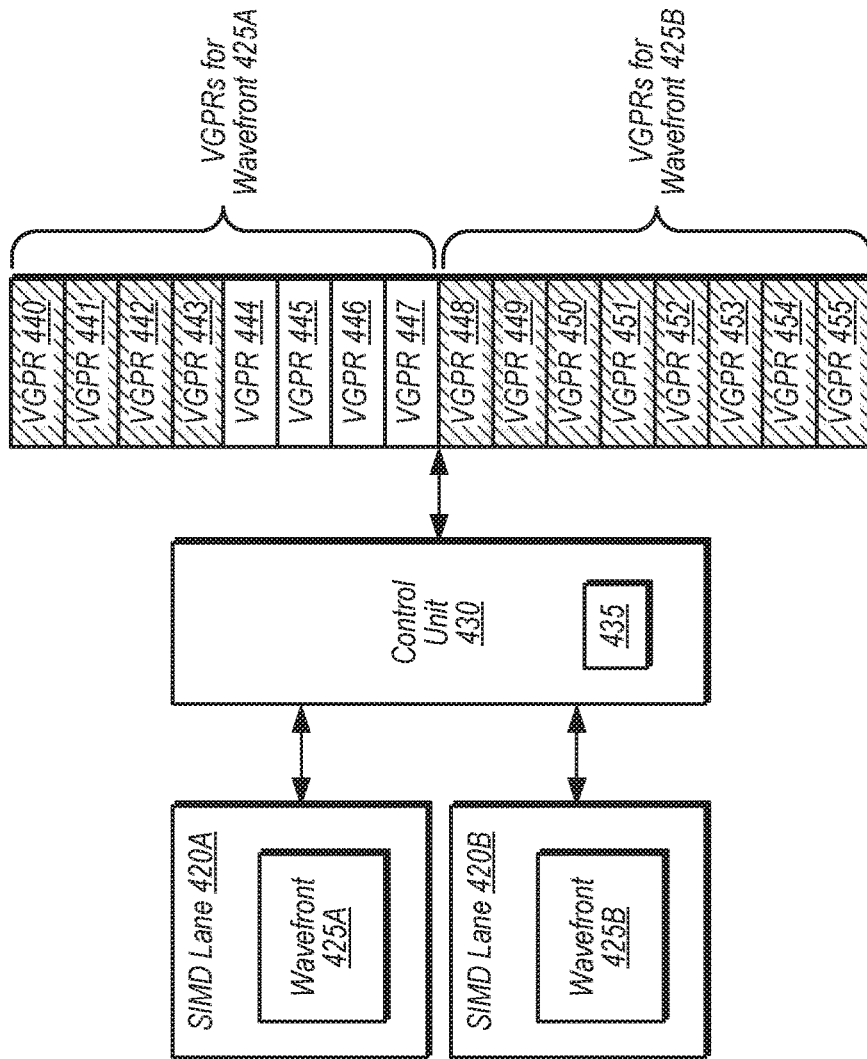 SIMD Lane 420A
Wavefront
425A
SIMD Lane 420B
Wavefront
425B
Control
Unit
430
435
VGPR 440
VGPR 441
VGPR 442
VGPR 443
VGPR 444
VGPR 445
VGPR 446
VGPR 447
VGPR 448
VGPR 449
VGPR 450
VGPR 451
VGPR 452
VGPR 453
VGPR 454
VGPR 455
VGPRs for
Wavefront 425A
VGPRs for
Wavefront 425B